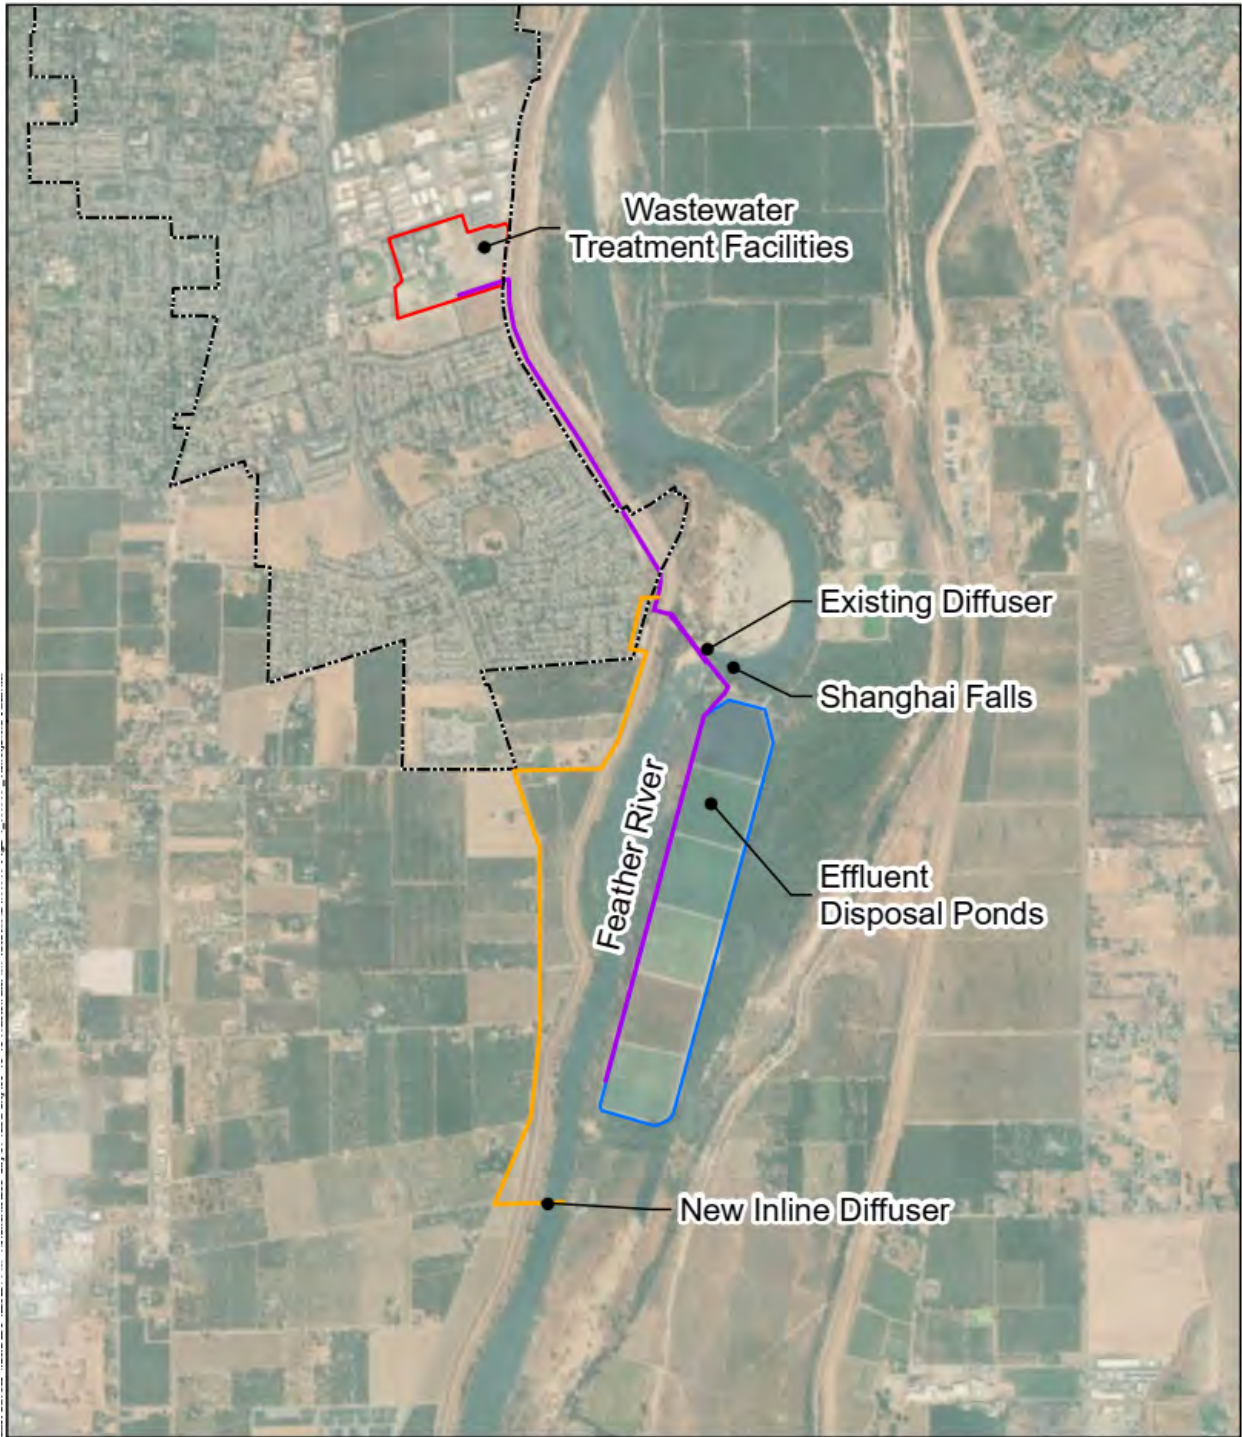 Wastewater
Treatment Facilities
Existing Diffuser
Shanghai Falls
Feather River
Effluent
Disposal Ponds
New Inline Diffuser